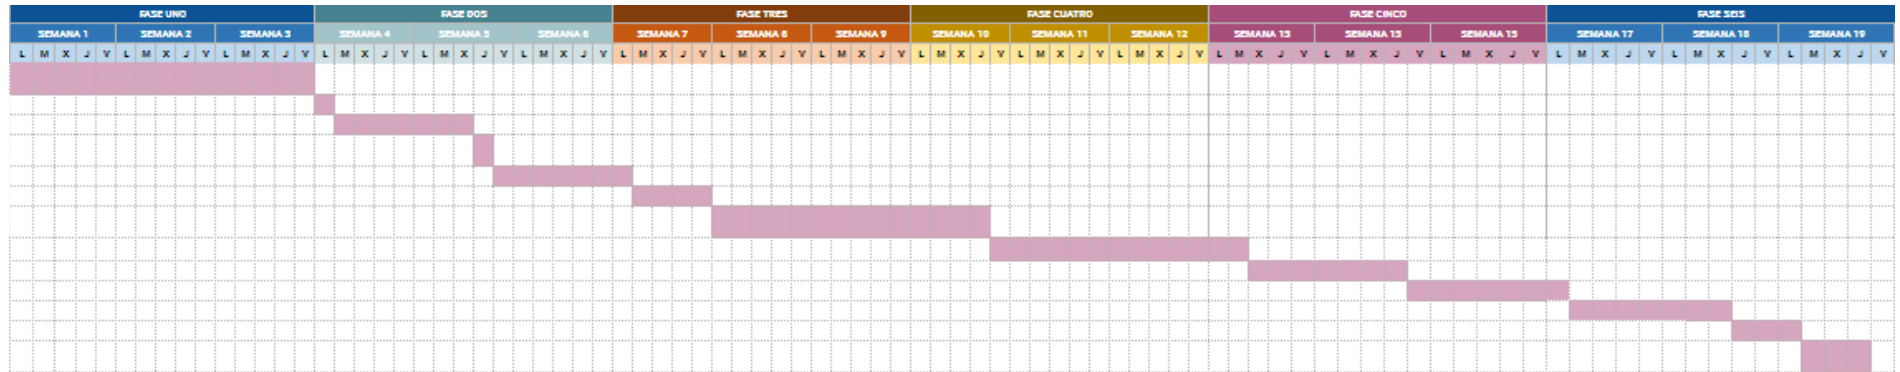 FASE UNO FASE DOS FASE TRES FASE CUATRO FASE CINCO FASE SEIS
SEMANA 1 SEMANA 2 SEMANA 3 SEMANA 4 SEMANA 5 SEMANA 6 SEMANA 7 SEMANA 8 SEMANA 9 SEMANA 10 SEMANA 11 SEMANA 12 SEMANA 13 SEMANA 13 SEMANA 15 SEMANA 17 SEMANA 18 SEMANA 19
L M X J V L M X J V L M X J V L M X J V L M X J V L M X J V L M X J V L M X J V L M X J V L M X J V L M X J V L M X J V L M X J V L M X J V L M X J V L M X J V L M X J V L M X J V